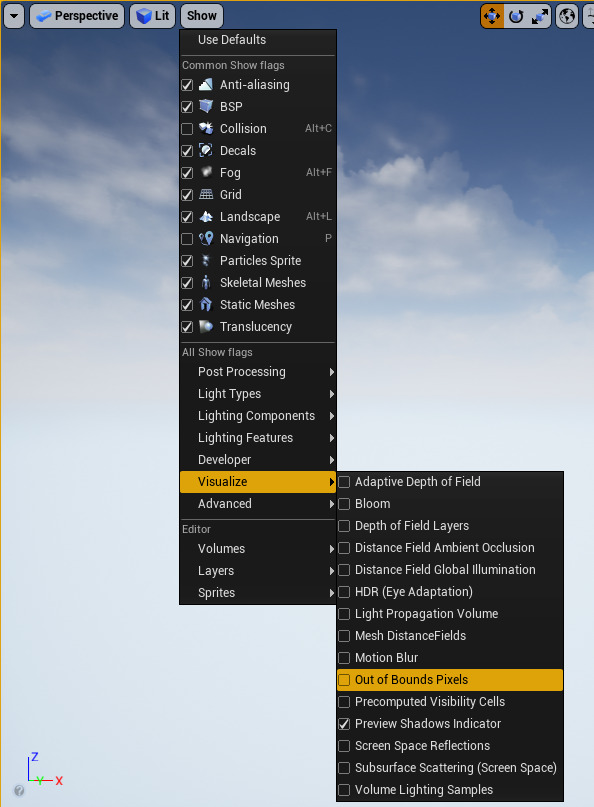 Perspective Lit Show
Use Defaults
Common Show flags
Anti-aliasing
BSP
Collision Alt+C
Decals
Fog Alt+F
Grid
Landscape Alt+L
Navigation P
Particles Sprite
Skeletal Meshes
Static Meshes
Translucency
All Show flags
Post Processing
Light Types
Lighting Components
Lighting Features
Developer
Visualize
Advanced
Editor
Volumes
Layers
Sprites
Adaptive Depth of Field
Bloom
Depth of Field Layers
Distance Field Ambient Occlusion
Distance Field Global Illumination
HDR (Eye Adaptation)
Light Propagation Volume
Mesh DistanceFields
Motion Blur
Out of Bounds Pixels
Precomputed Visibility Cells
Preview Shadows Indicator
Screen Space Reflections
Subsurface Scattering (Screen Space)
Volume Lighting Samples
Z
Y X
?